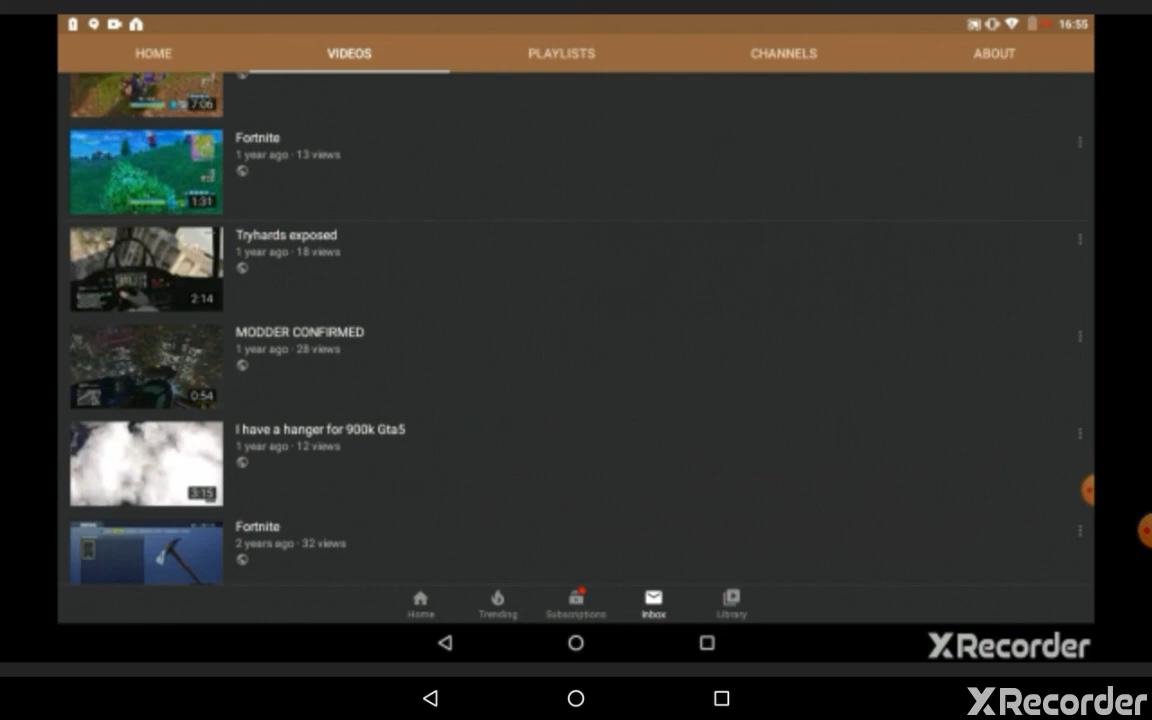 16:55
HOME VIDEOS PLAYLISTS CHANNELS ABOUT
7:06
Fortnite
1 year ago · 13 views
1:31
Tryhards exposed
1 year ago · 18 views
2:14
MODDER CONFIRMED
1 year ago · 28 views
0:54
I have a hanger for 900k Gta5
1 year ago · 12 views
3:15
Fortnite
2 years ago · 32 views
Home Trending Subscriptions Inbox Library
XRecorder
XRecorder